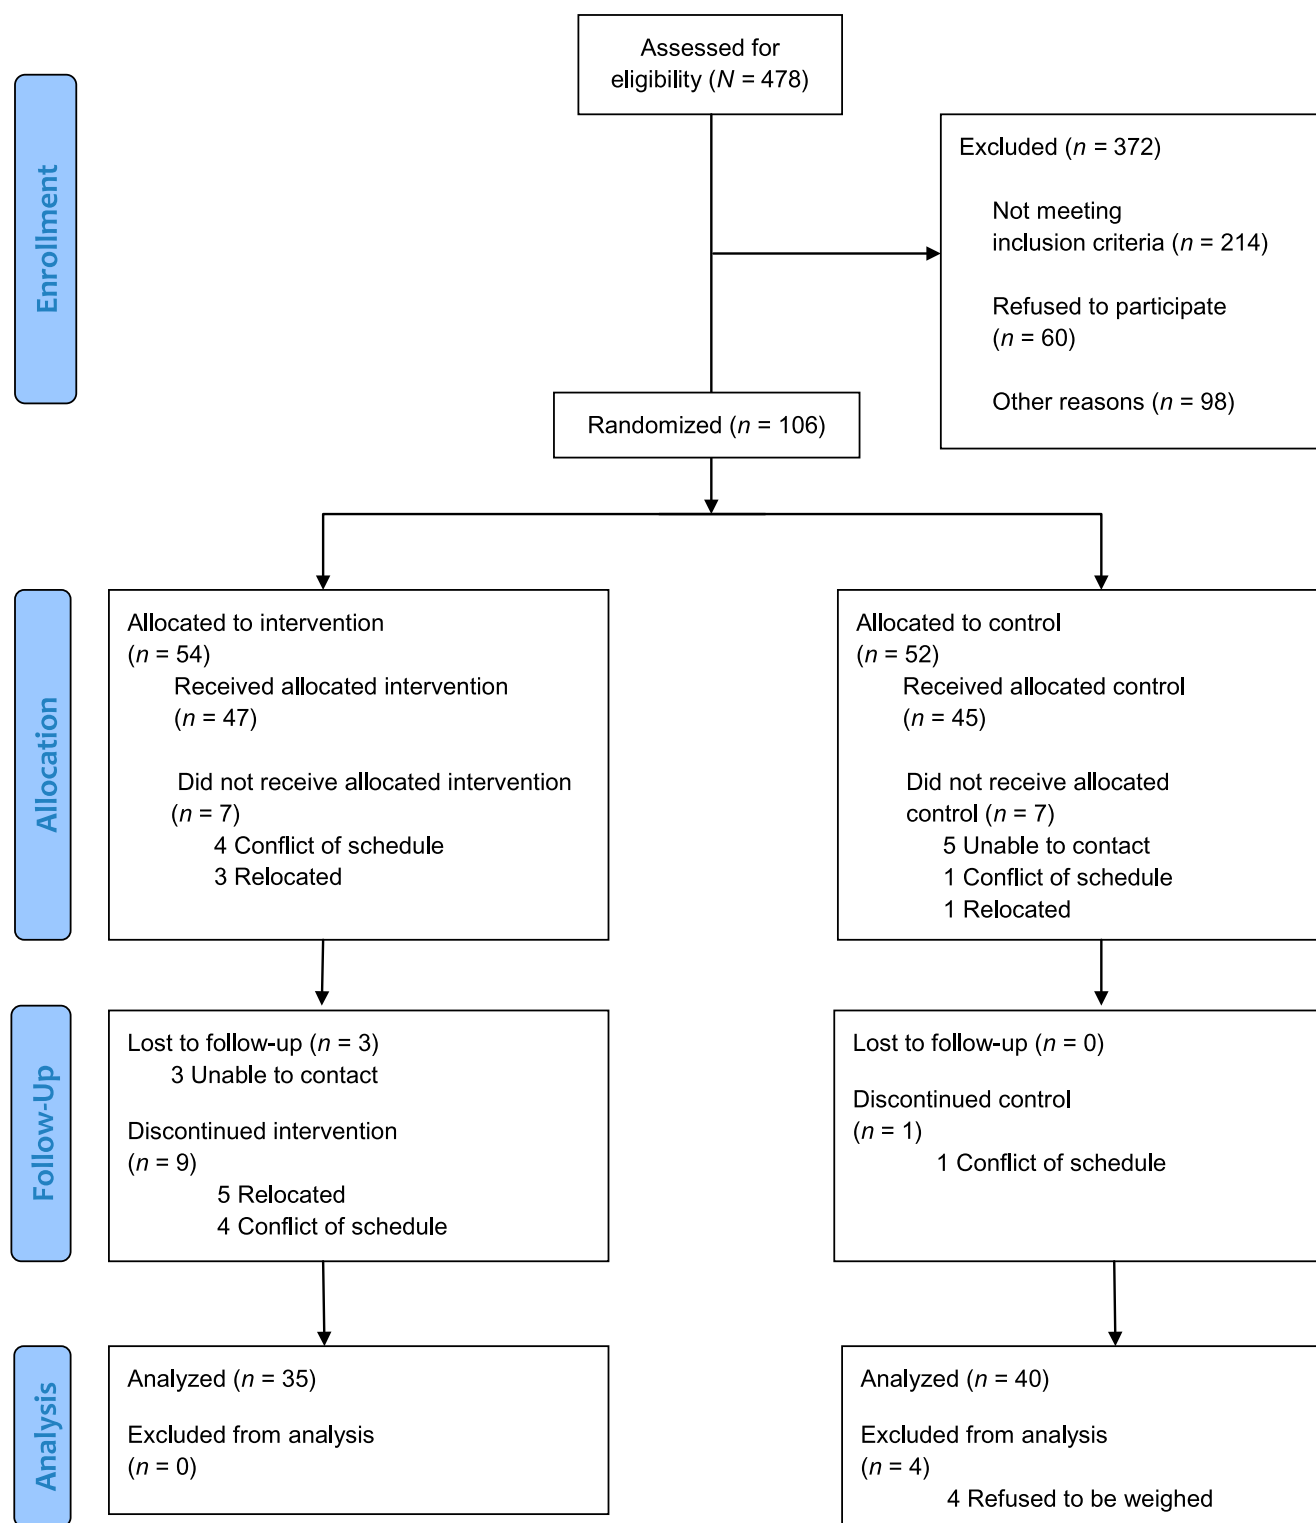 Assessed for
eligibility (N = 478)
Enrollment
Excluded (n = 372)
Not meeting
inclusion criteria (n = 214)
Refused to participate
(n = 60)
Other reasons (n = 98)
Randomized (n = 106)
Allocation
Allocated to intervention
(n = 54)
Received allocated intervention
(n = 47)
Did not receive allocated intervention
(n = 7)
4 Conflict of schedule
3 Relocated
Allocated to control
(n = 52)
Received allocated control
(n = 45)
Did not receive allocated
control (n = 7)
5 Unable to contact
1 Conflict of schedule
1 Relocated
Follow-Up
Lost to follow-up (n = 3)
3 Unable to contact
Discontinued intervention
(n = 9)
5 Relocated
4 Conflict of schedule
Lost to follow-up (n = 0)
Discontinued control
(n = 1)
1 Conflict of schedule
Analysis
Analyzed (n = 35)
Excluded from analysis
(n = 0)
Analyzed (n = 40)
Excluded from analysis
(n = 4)
4 Refused to be weighed